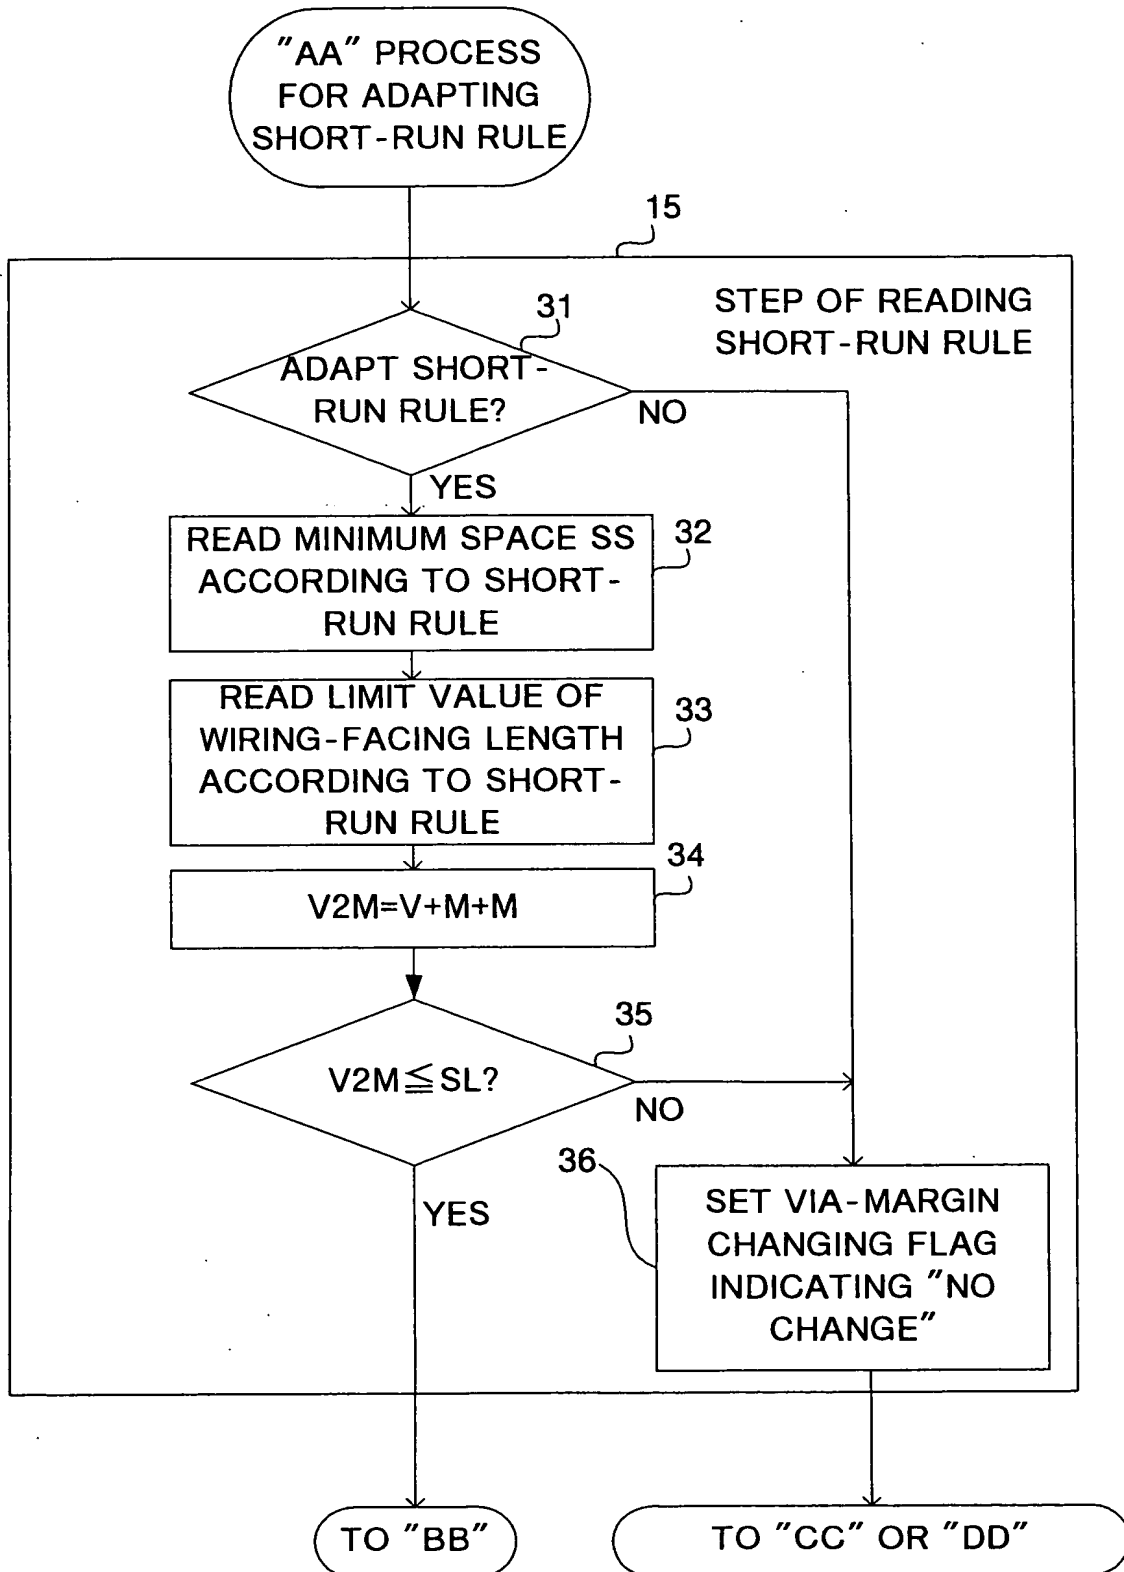 "AA" PROCESS
FOR ADAPTING
SHORT-RUN RULE
15
STEP OF READING
SHORT-RUN RULE
31
ADAPT SHORT-
RUN RULE?
NO
YES
READ MINIMUM SPACE SS
ACCORDING TO SHORT-
RUN RULE
32
READ LIMIT VALUE OF
WIRING-FACING LENGTH
ACCORDING TO SHORT-
RUN RULE
33
34
V2M=V+M+M
35
V2M≦SL?
NO
YES
36
SET VIA-MARGIN
CHANGING FLAG
INDICATING "NO
CHANGE"
TO "BB"
TO "CC" OR "DD"